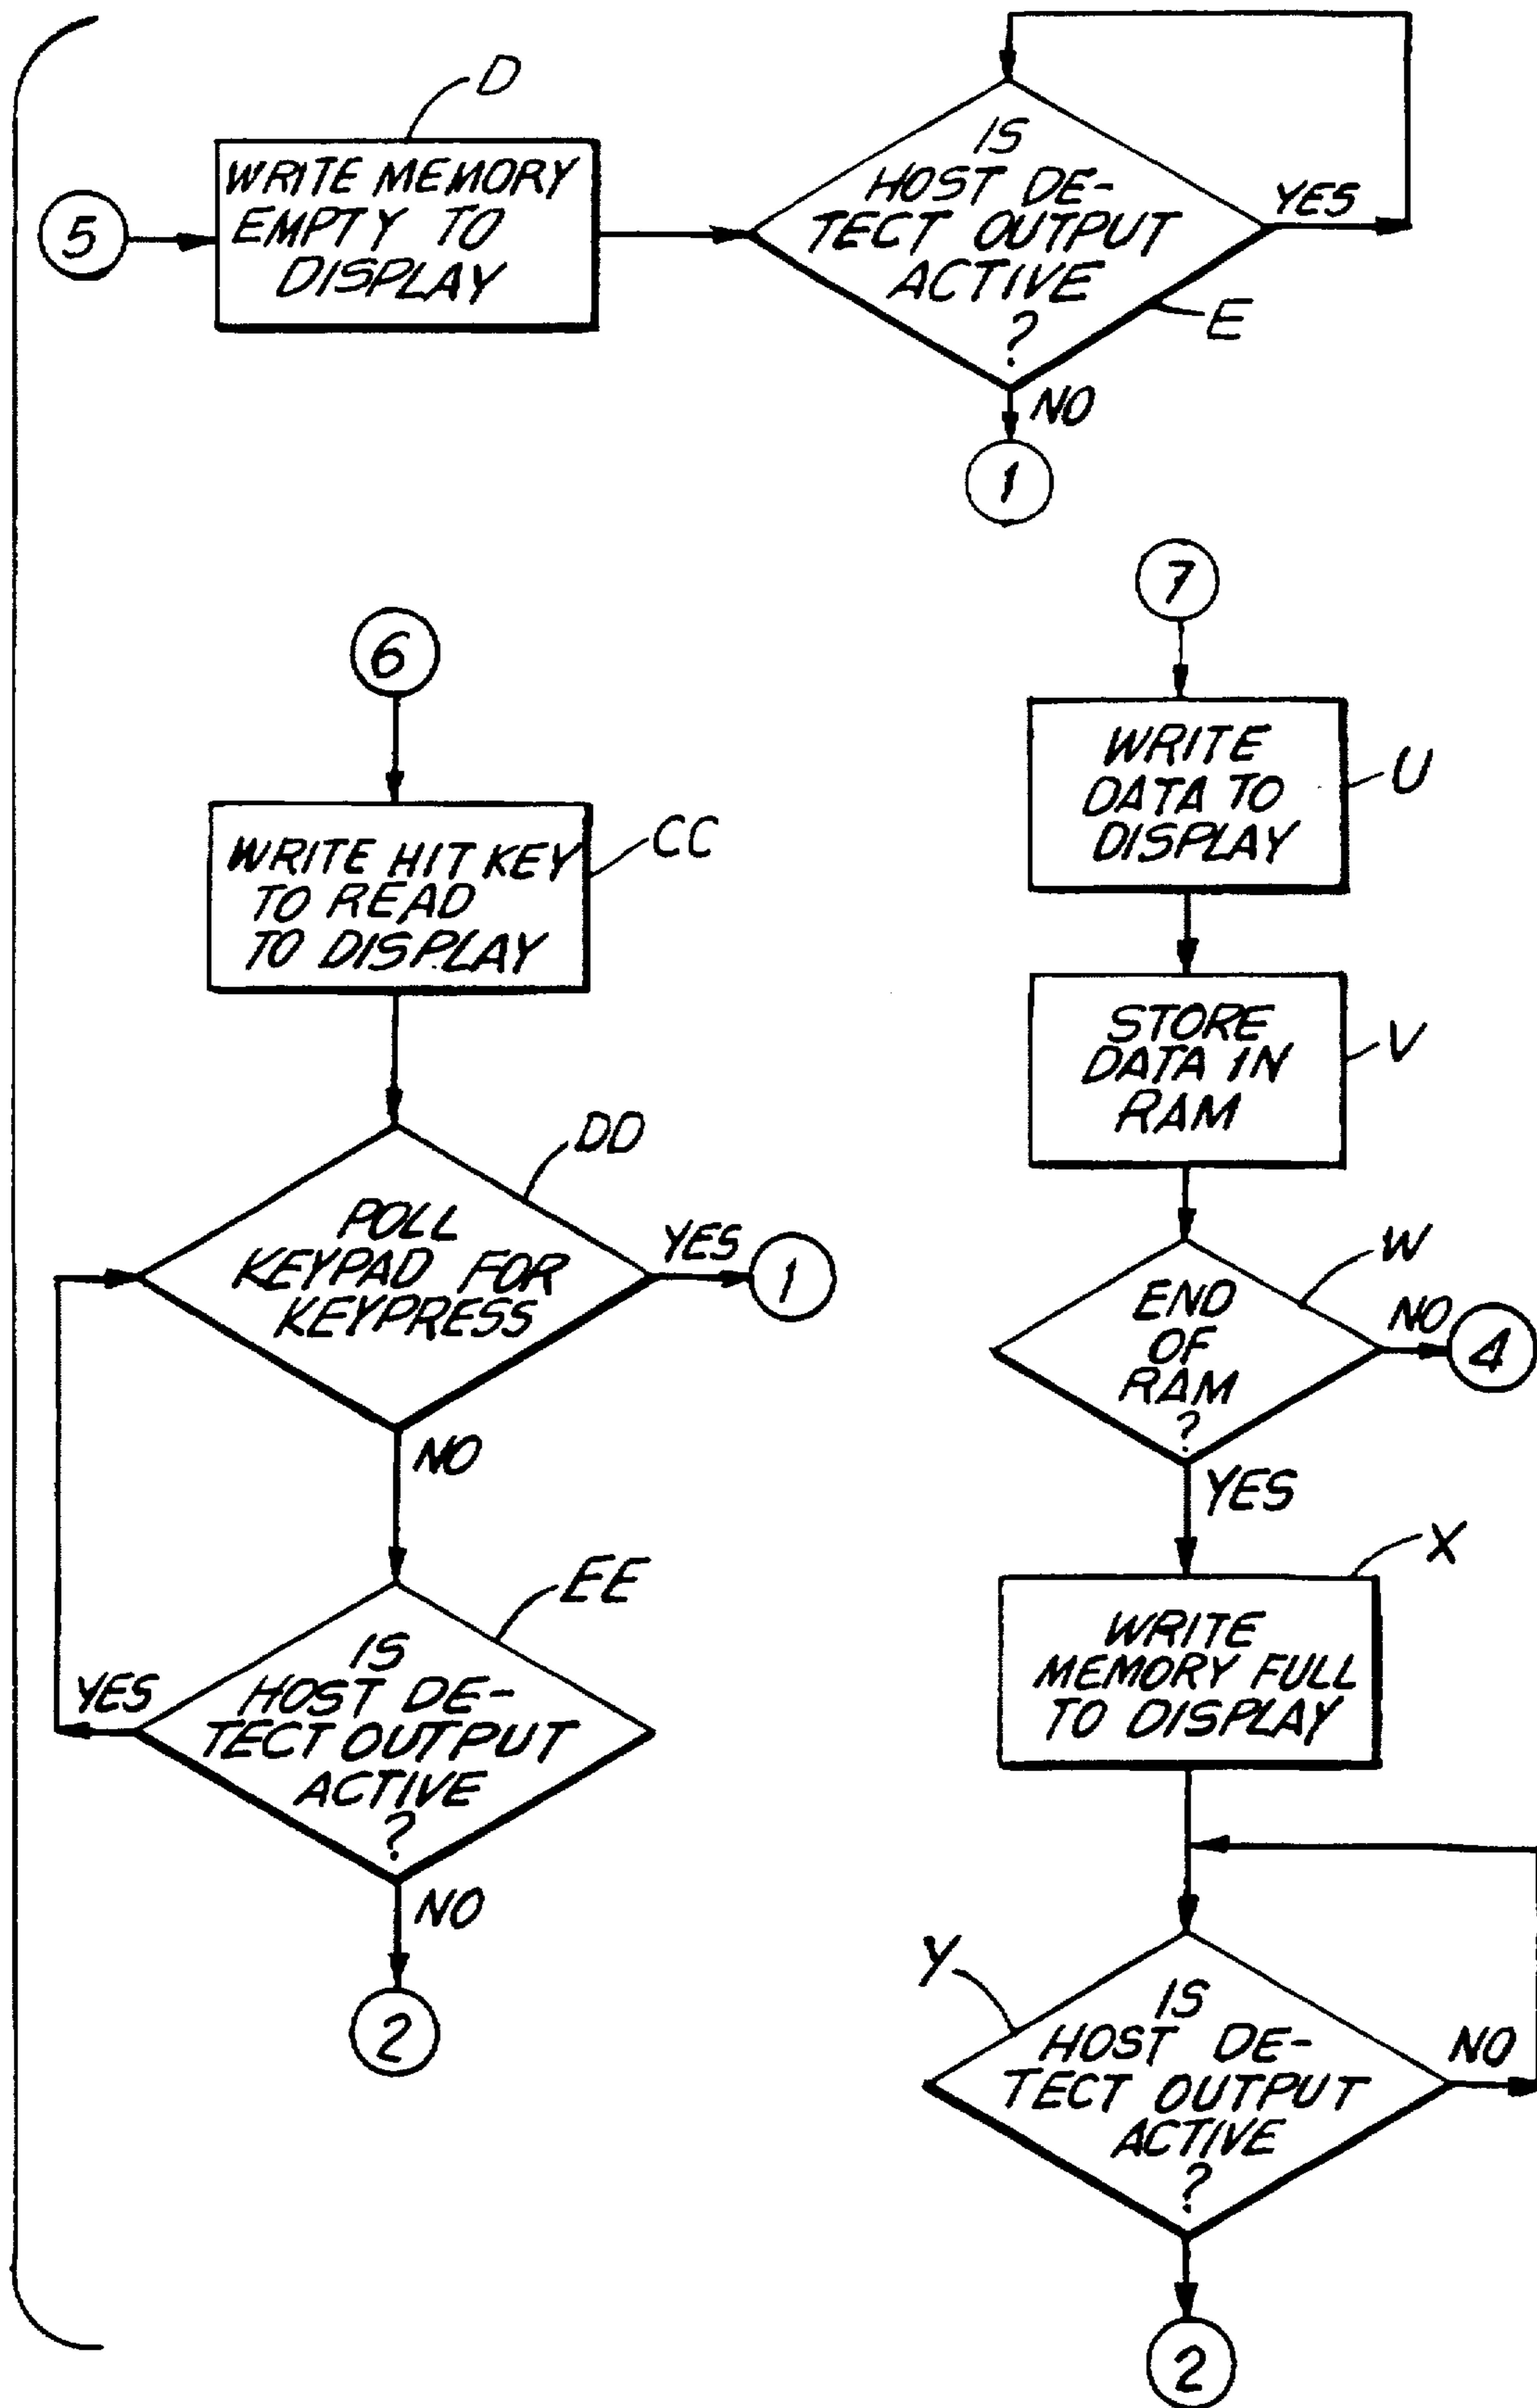 D
WRITE MEMORY
EMPTY TO
DISPLAY
5
IS
HOST DE-
TECT OUTPUT
ACTIVE
?
YES
E
NO
1
6
WRITE HIT KEY
TO READ
TO DISPLAY
CC
DD
POLL
KEYPAD FOR
KEYPRESS
YES
1
NO
EE
IS
HOST DE-
TECT OUTPUT
ACTIVE
?
YES
NO
2
7
WRITE
DATA TO
DISPLAY
U
STORE
DATA IN
RAM
V
W
END
OF
RAM
?
NO
4
YES
X
WRITE
MEMORY FULL
TO DISPLAY
Y
IS
HOST DE-
TECT OUTPUT
ACTIVE
?
NO
2